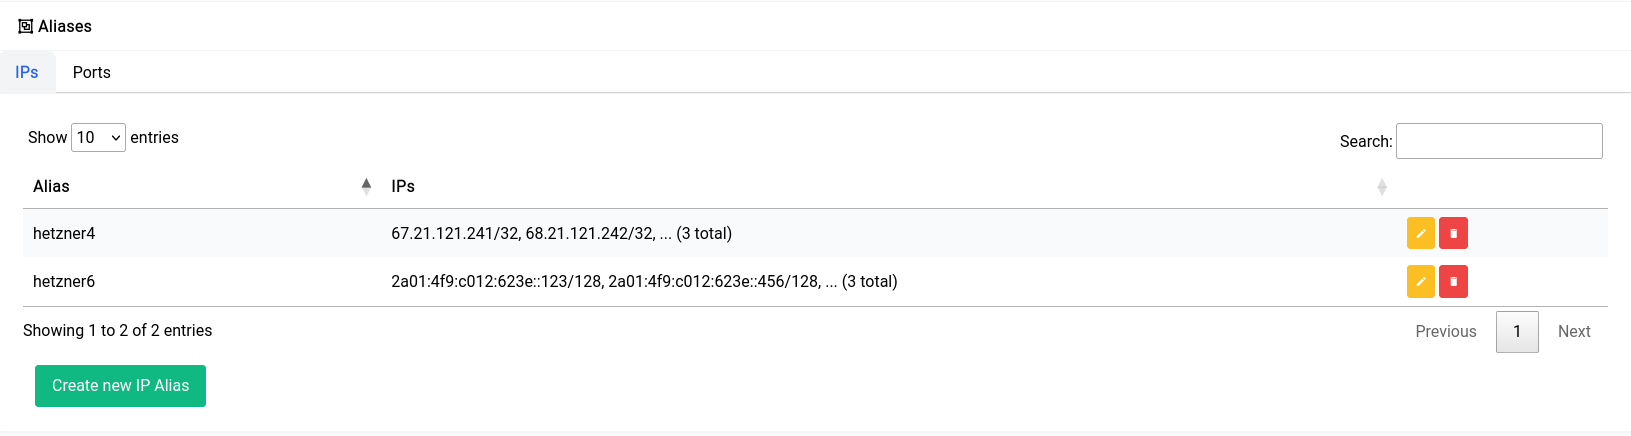 Aliases
IPs Ports
Show 10 entries Search:
Alias IPs
hetzner4 67.21.121.241/32, 68.21.121.242/32, ... (3 total)
hetzner6 2a01:4f9:c012:623e::123/128, 2a01:4f9:c012:623e::456/128, ... (3 total)
Showing 1 to 2 of 2 entries Previous 1 Next
Create new IP Alias